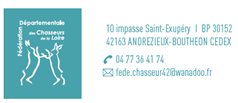 Fédération
Départementale
des Chasseurs
de la Loire
10 impasse Saint-Exupéry | BP 30152
42163 ANDREZIEUX-BOUTHEON CEDEX
04 77 36 41 74
fede.chasseur42@wanadoo.fr